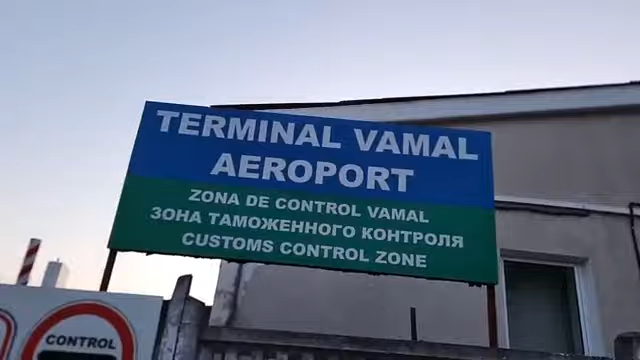 TERMINAL VAMAL
AEROPORT
ZONA DE CONTROL VAMAL
ЗОНА ТАМОЖЕННОГО КОНТРОЛЯ
CUSTOMS CONTROL ZONE
CONTROL